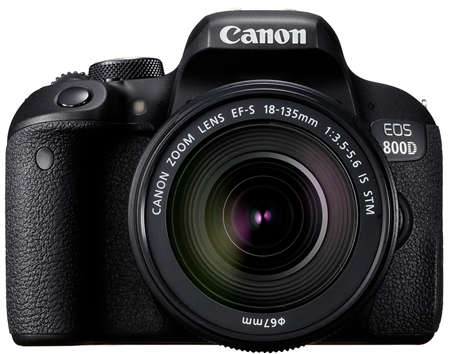 Canon
EOS
800D
CANON ZOOM LENS EF-S 18-135mm 1:3.5-5.6 IS STM
φ67mm